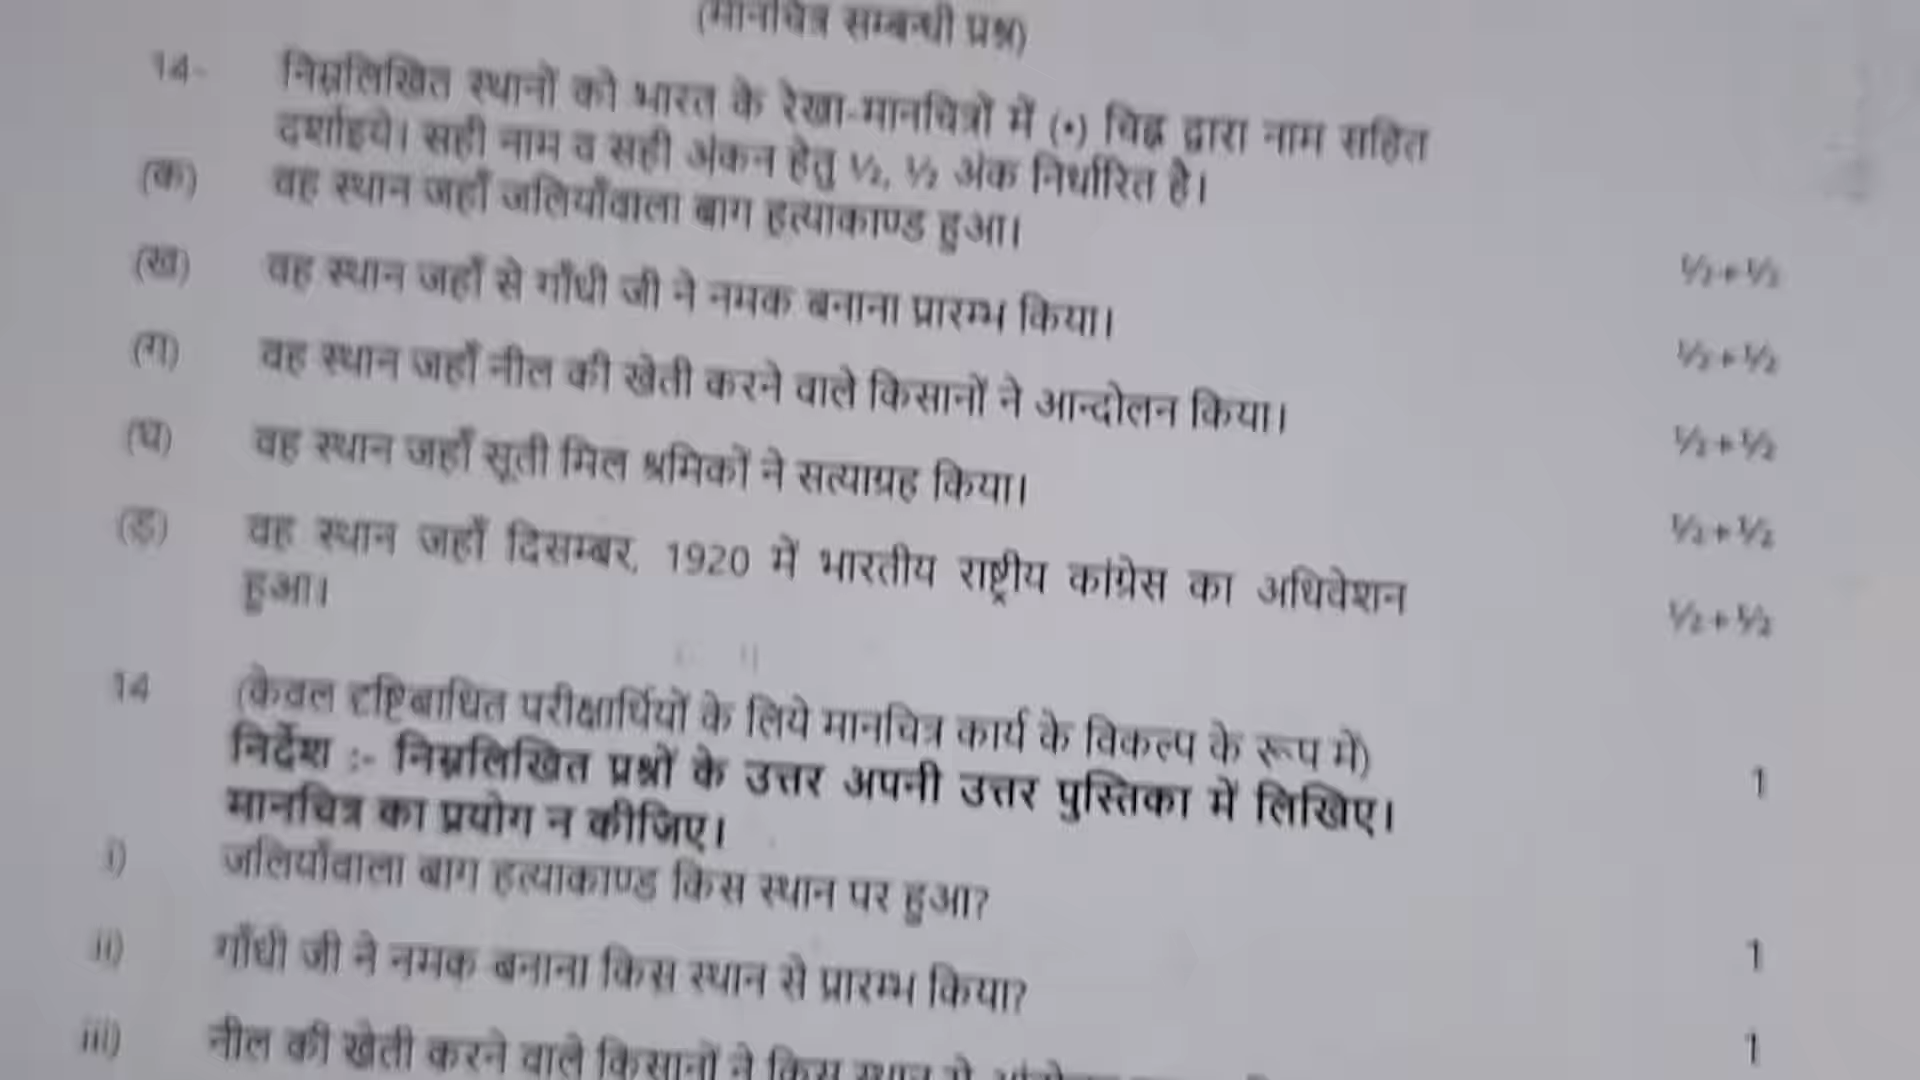 (मानचित्र सम्बन्धी प्रश्न)
14- निम्नलिखित स्थानों को भारत के रेखा-मानचित्रों में (•) चिह्न द्वारा नाम सहित
दर्शाइये। सही नाम व सही अंकन हेतु ½, ½ अंक निर्धारित है।
(क) वह स्थान जहाँ जलियाँवाला बाग हत्याकाण्ड हुआ। ½+½
(ख) वह स्थान जहाँ से गाँधी जी ने नमक बनाना प्रारम्भ किया। ½+½
(ग) वह स्थान जहाँ नील की खेती करने वाले किसानों ने आन्दोलन किया। ½+½
(घ) वह स्थान जहाँ सूती मिल श्रमिकों ने सत्याग्रह किया। ½+½
(ड़) वह स्थान जहाँ दिसम्बर, 1920 में भारतीय राष्ट्रीय कांग्रेस का अधिवेशन
हुआ। ½+½
14 (केवल दृष्टिबाधित परीक्षार्थियों के लिये मानचित्र कार्य के विकल्प के रूप में)
निर्देश :- निम्नलिखित प्रश्नों के उत्तर अपनी उत्तर पुस्तिका में लिखिए। 1
मानचित्र का प्रयोग न कीजिए।
i) जलियाँवाला बाग हत्याकाण्ड किस स्थान पर हुआ?
ii) गाँधी जी ने नमक बनाना किस स्थान से प्रारम्भ किया? 1
iii) नील की खेती करने वाले किसानों ने किस स्थान 1